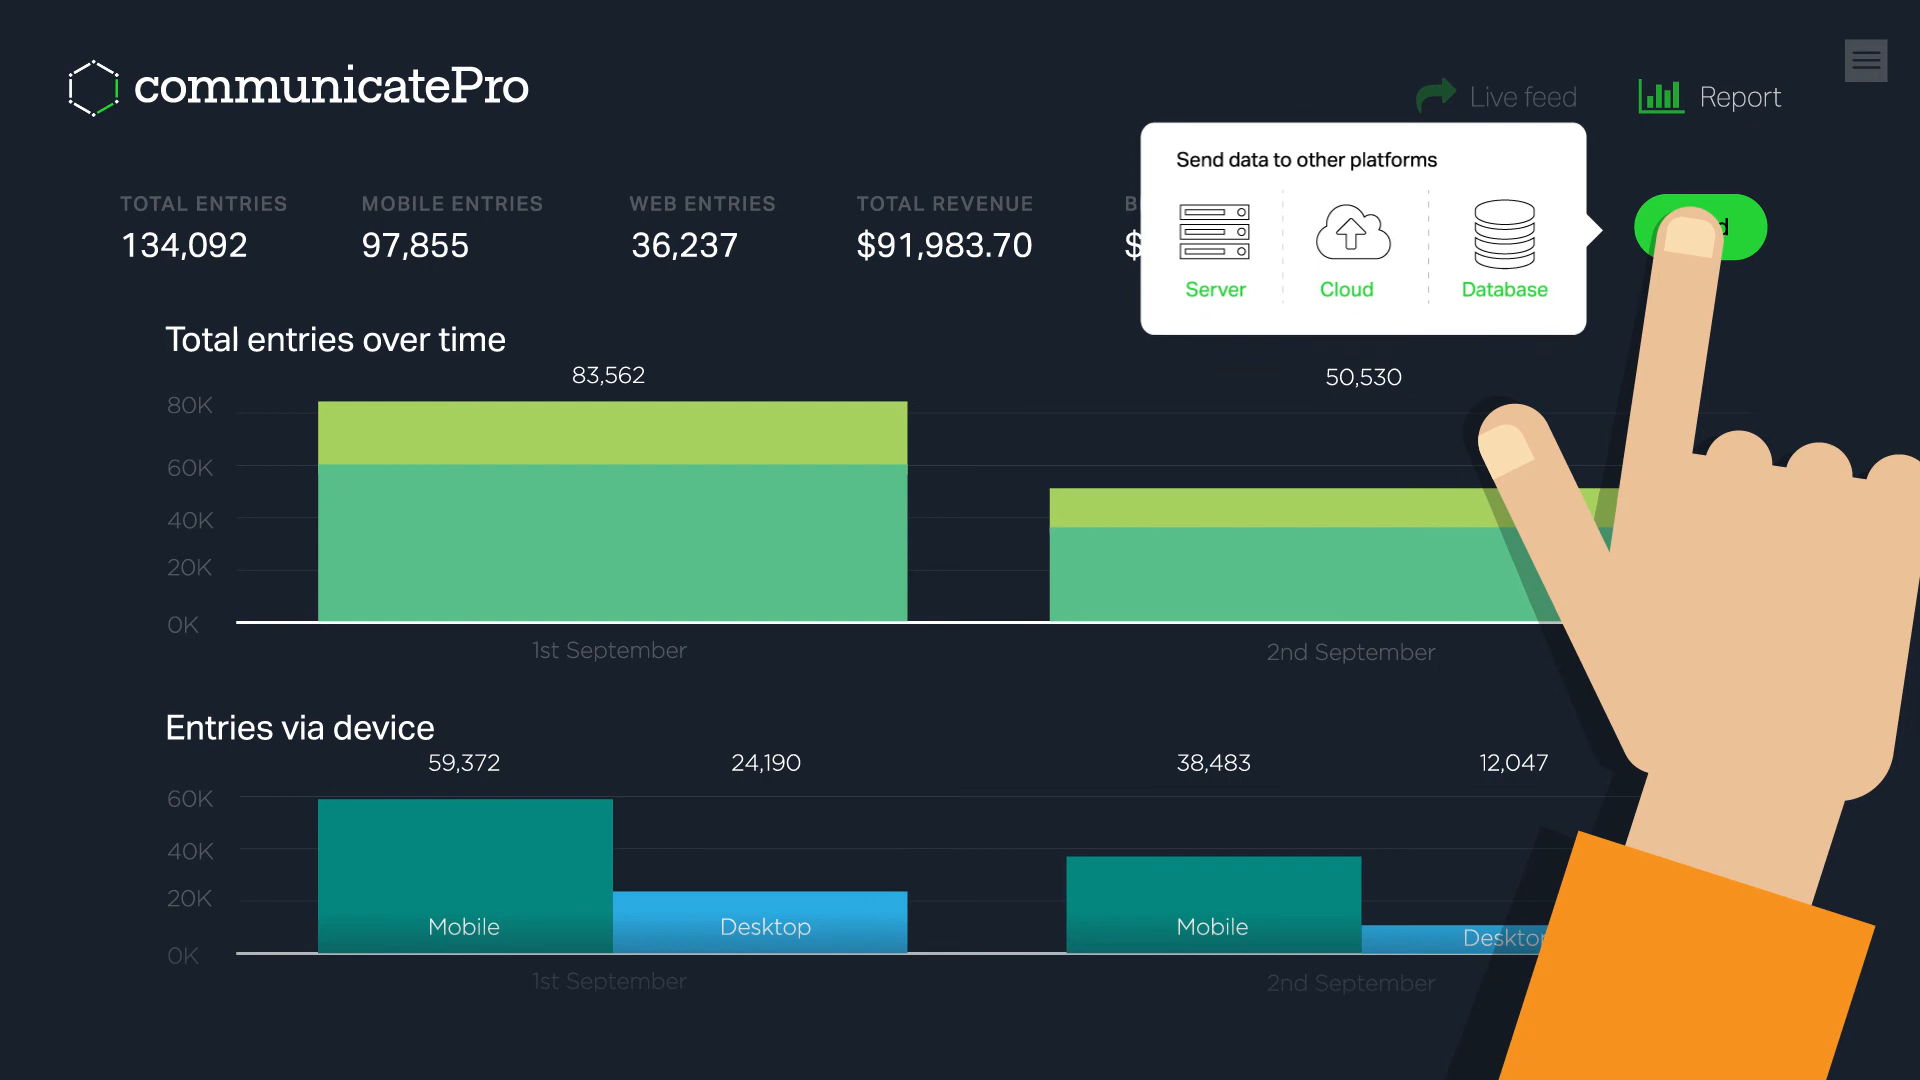 communicatePro
Live feed
Report
Send data to other platforms
Server
Cloud
Database
TOTAL ENTRIES
MOBILE ENTRIES
WEB ENTRIES
TOTAL REVENUE
134,092
97,855
36,237
$91,983.70
$
Total entries over time
83,562
50,530
80K
60K
40K
20K
0K
1st September
2nd September
Entries via device
59,372
24,190
38,483
12,047
60K
40K
20K
0K
Mobile
Desktop
Mobile
Desktop
1st September
2nd September